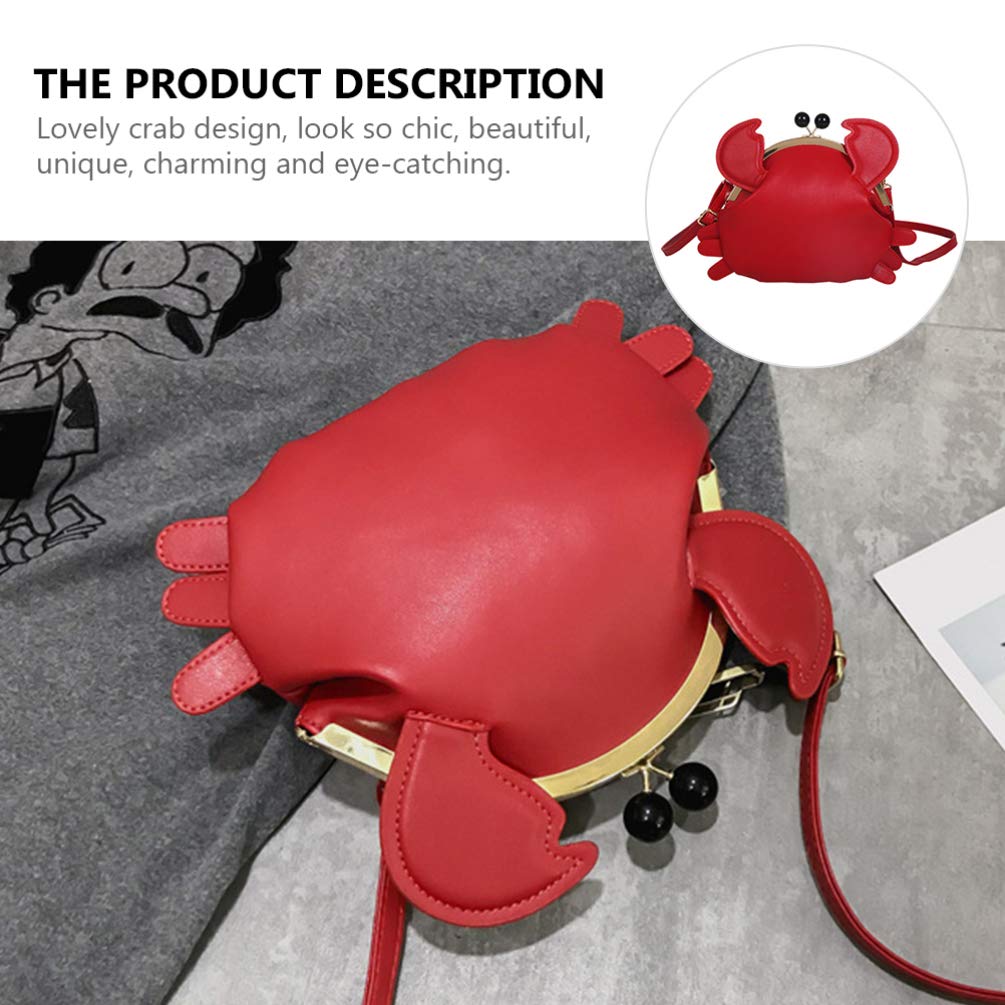 THE PRODUCT DESCRIPTION
Lovely crab design, look so chic, beautiful,
unique, charming and eye-catching.